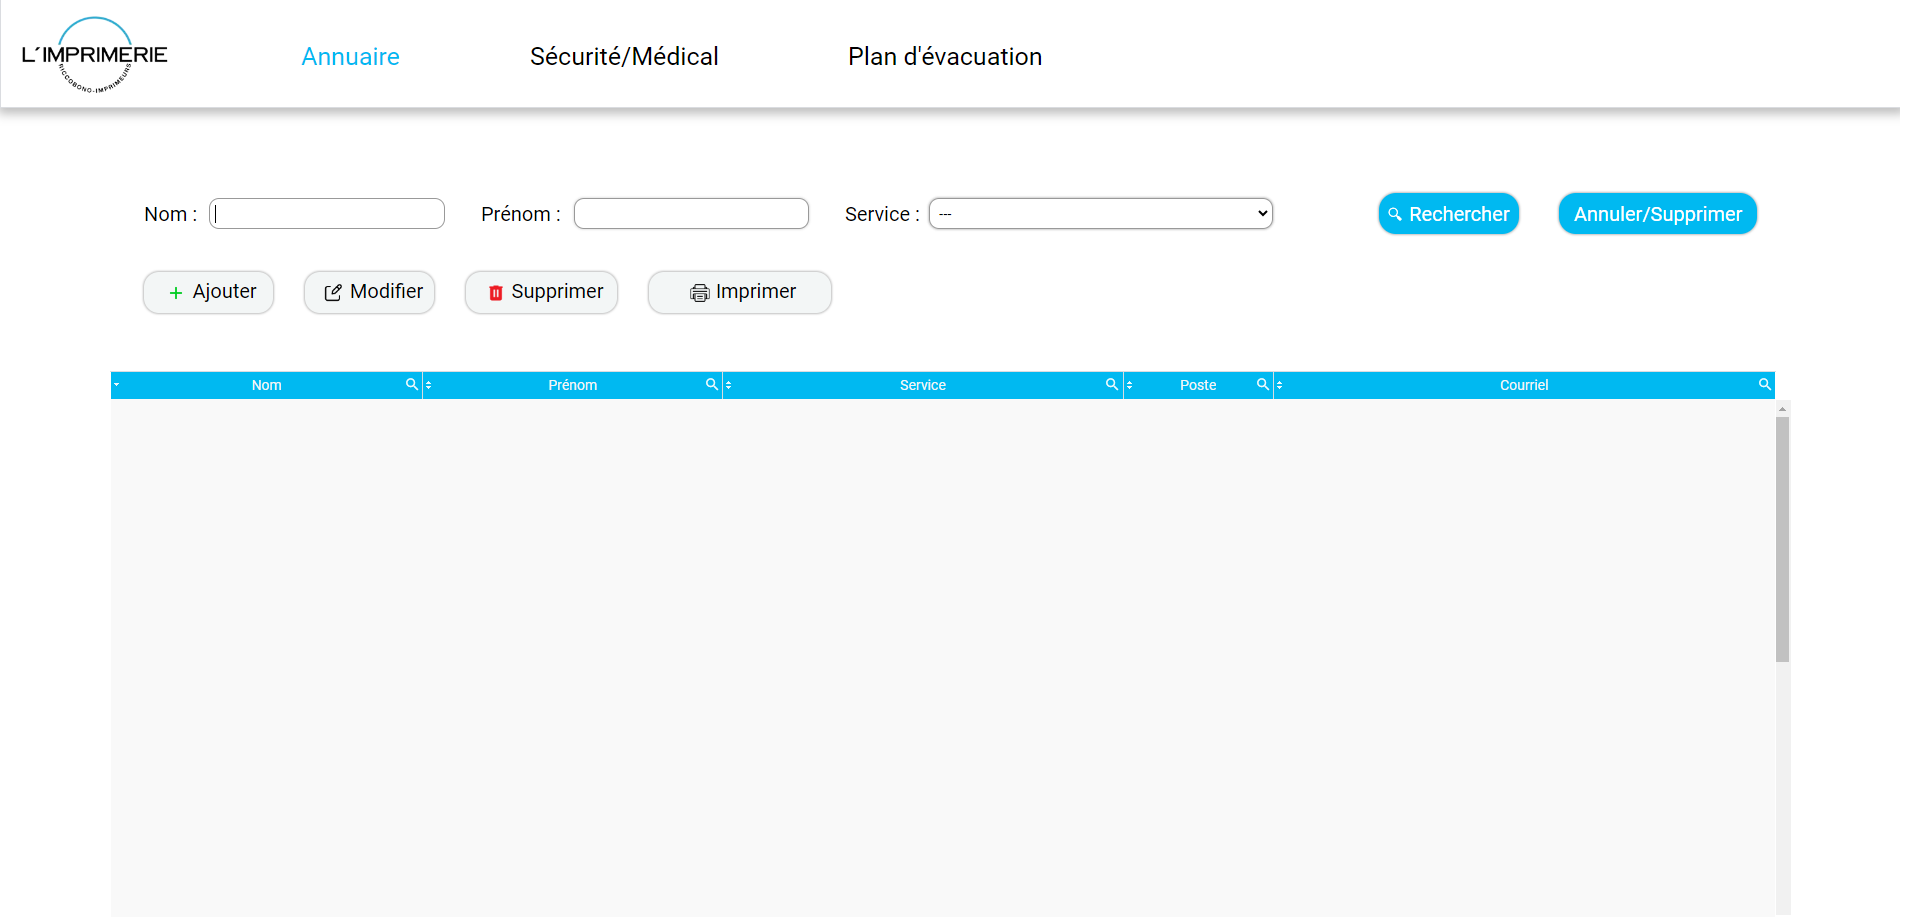 L'IMPRIMERIE
RICCOBONO-IMPRIMEURS
Annuaire Sécurité/Médical Plan d'évacuation
Nom : Prénom : Service : --- Rechercher Annuler/Supprimer
Ajouter Modifier Supprimer Imprimer
Nom Prénom Service Poste Courriel